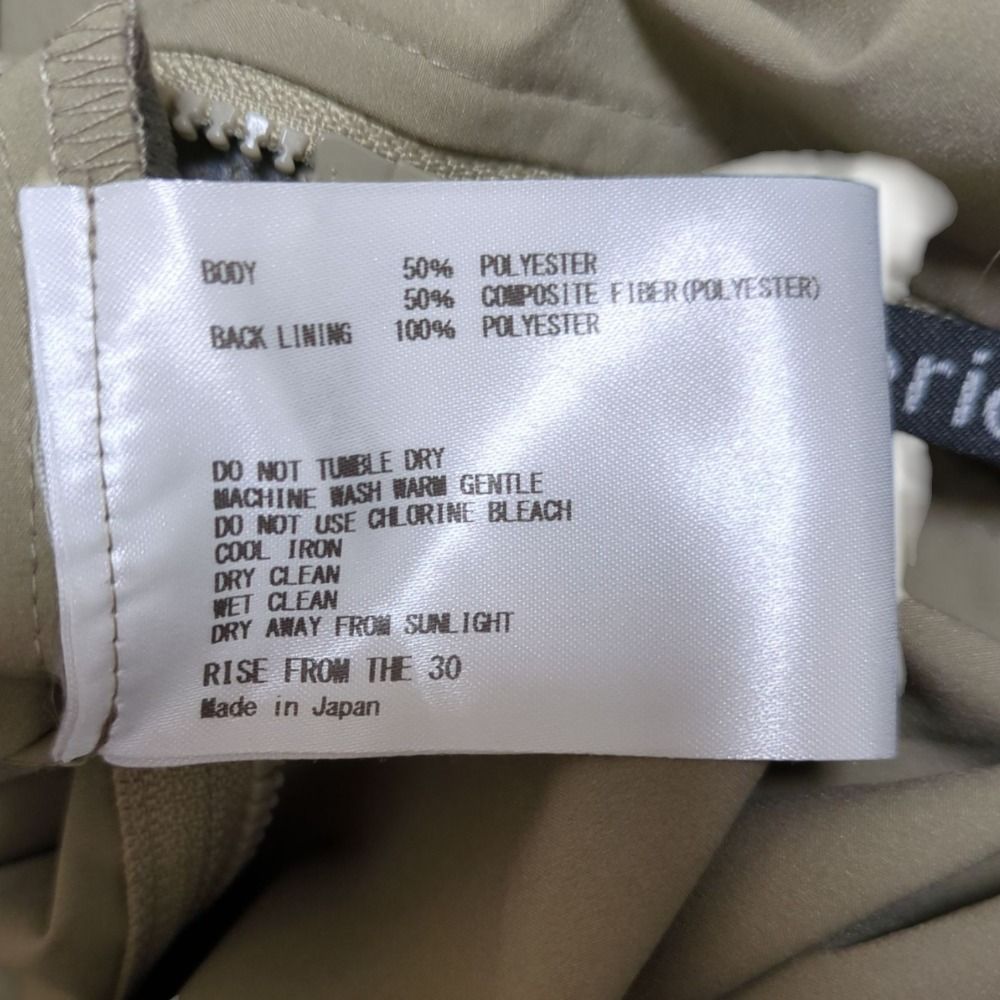 BODY 50% POLYESTER
50% COMPOSITE FIBER(POLYESTER)
BACK LINING 100% POLYESTER
DO NOT TUMBLE DRY
MACHINE WASH WARM GENTLE
DO NOT USE CHLORINE BLEACH
COOL IRON
DRY CLEAN
WET CLEAN
DRY AWAY FROM SUNLIGHT
RISE FROM THE 30
Made in Japan